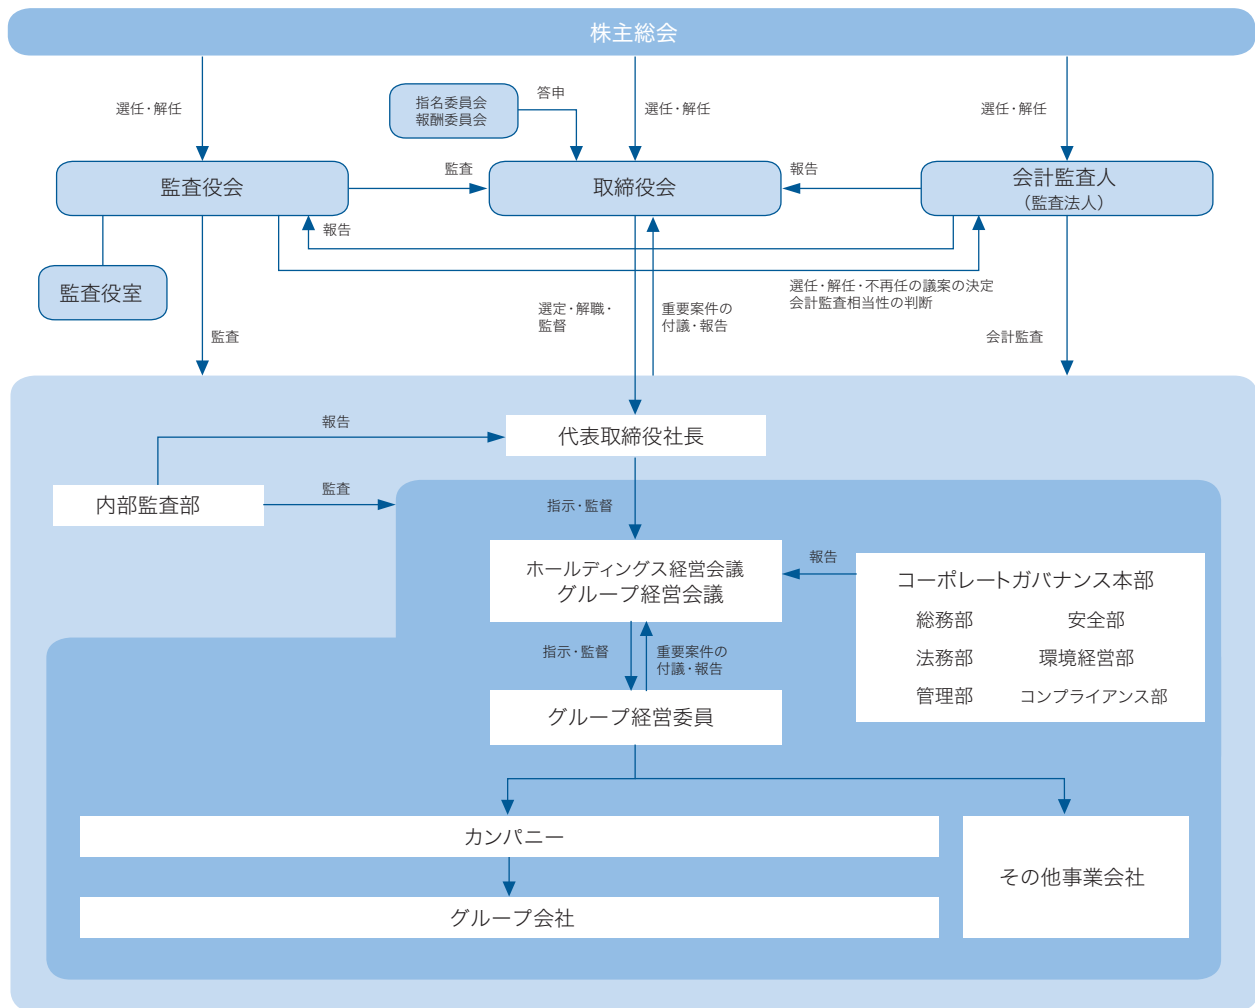 株主総会
選任・解任
指名委員会
報酬委員会
答申
選任・解任
選任・解任
監査役会
監査
取締役会
報告
会計監査人
（監査法人）
報告
監査役室
選任・解任・不再任の議案の決定
会計監査相当性の判断
選定・解職・
監督
重要案件の
付議・報告
監査
会計監査
報告
代表取締役社長
内部監査部
監査
指示・監督
ホールディングス経営会議
グループ経営会議
報告
コーポレートガバナンス本部
総務部
安全部
法務部
環境経営部
管理部
コンプライアンス部
指示・監督
重要案件の
付議・報告
グループ経営委員
カンパニー
その他事業会社
グループ会社